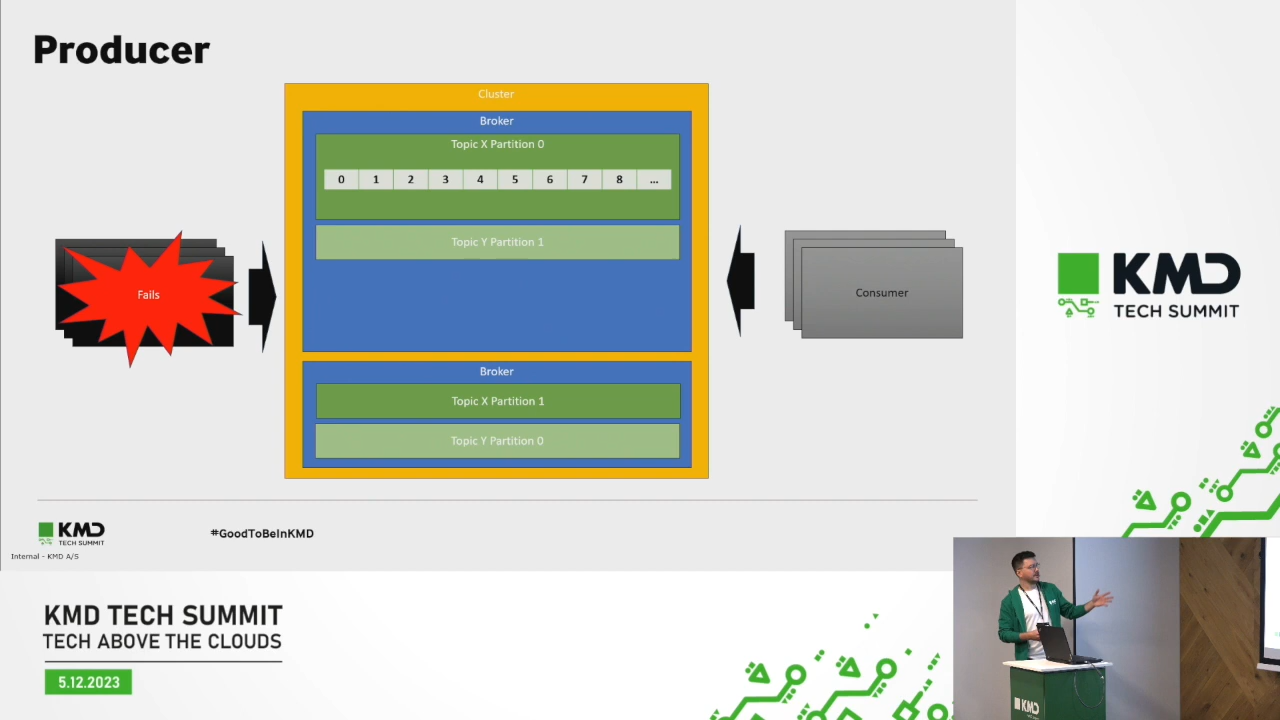 Producer
Cluster
Broker
Topic X Partition 0
0 1 2 3 4 5 6 7 8 ...
Topic Y Partition 1
Fails
Consumer
Broker
Topic X Partition 1
Topic Y Partition 0
KMD
TECH SUMMIT
#GoodToBeInKMD
Internal - KMD A/S
KMD
TECH SUMMIT
KMD TECH SUMMIT
TECH ABOVE THE CLOUDS
5.12.2023
KMD